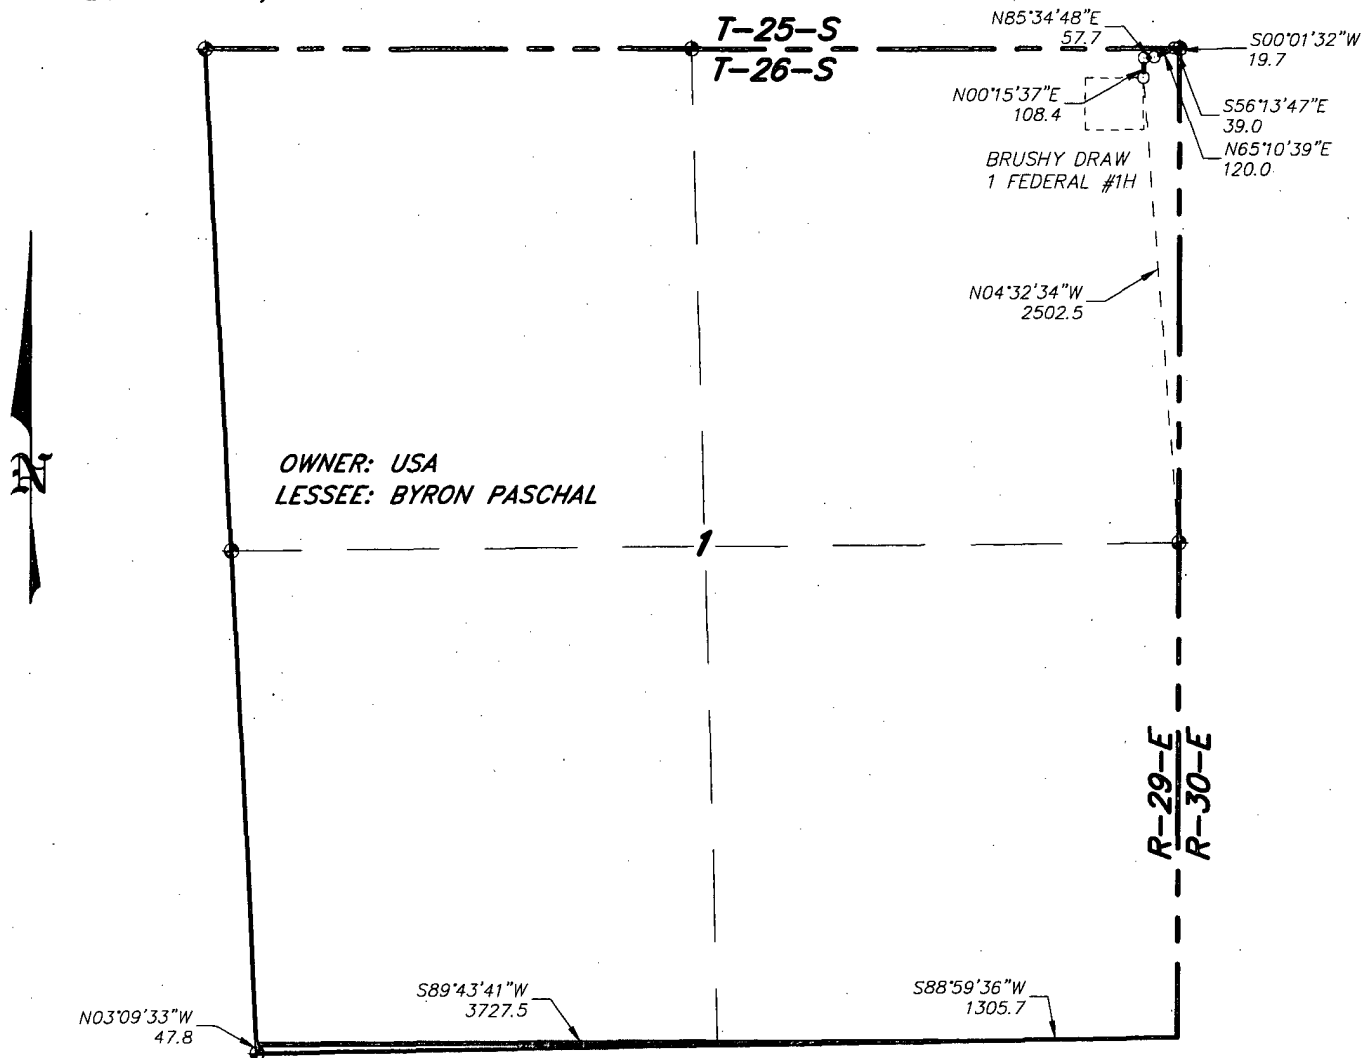 T-25-S
T-26-S
N85°34'48"E
57.7
S00°01'32"W
19.7
N00°15'37"E
108.4
S56°13'47"E
39.0
N65°10'39"E
120.0
BRUSHY DRAW
1 FEDERAL #1H
N04°32'34"W
2502.5
N
OWNER: USA
LESSEE: BYRON PASCHAL
1
R-29-E
R-30-E
S89°43'41"W
3727.5
S88°59'36"W
1305.7
N03°09'33"W
47.8